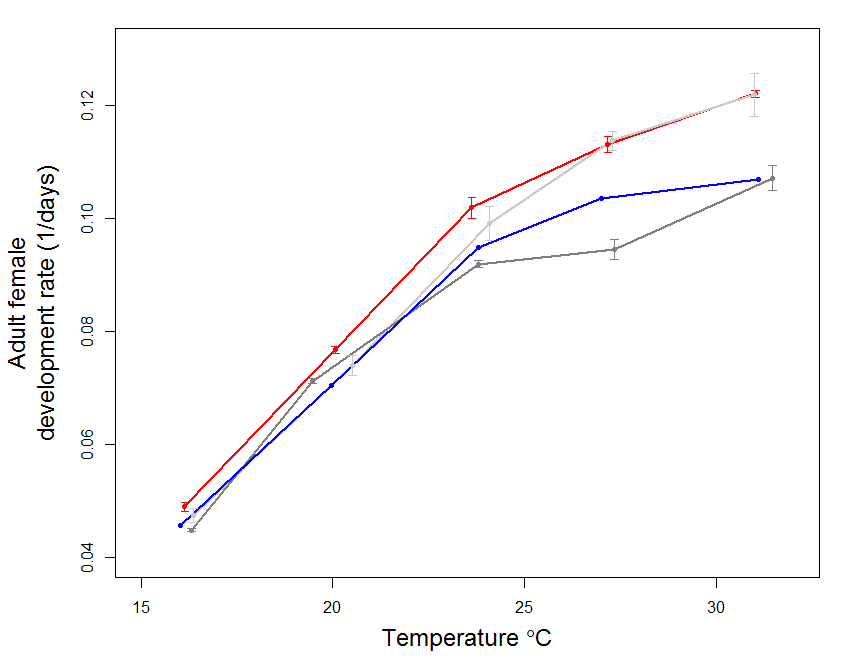 Adult female
development rate (1/days)
0.12
0.10
0.08
0.06
0.04
15 20 25 30
Temperature °C